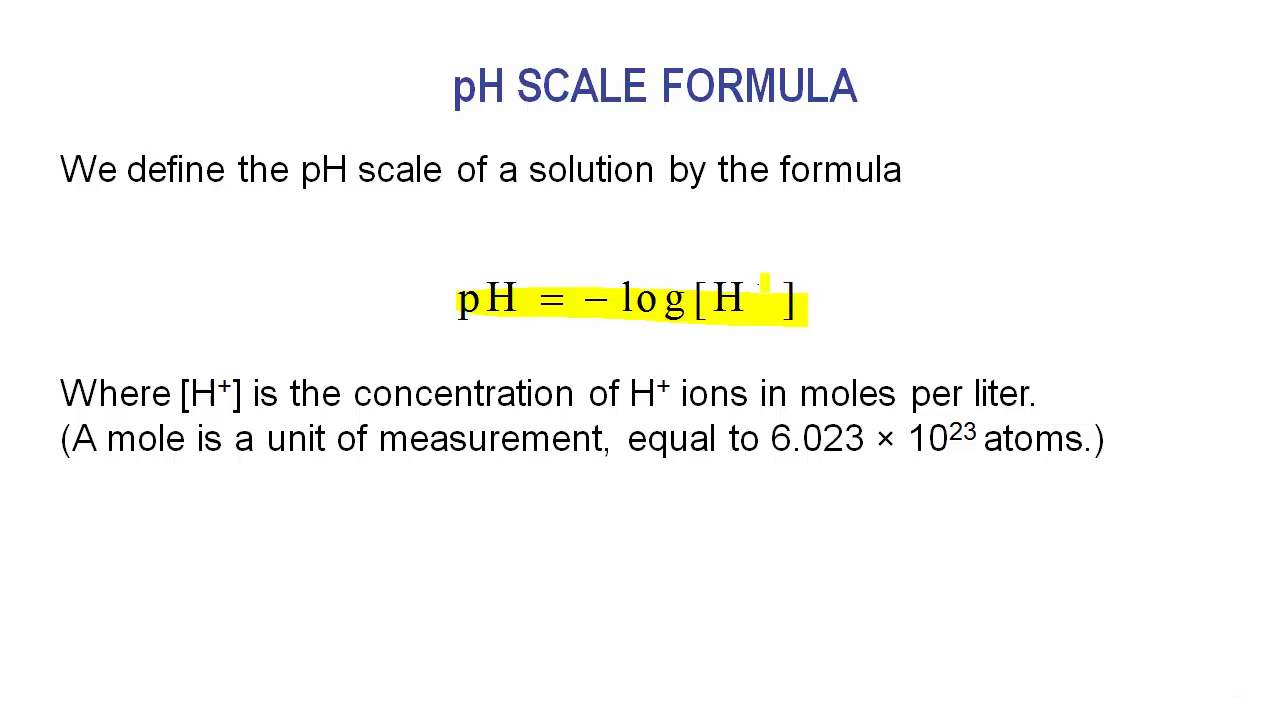 pH SCALE FORMULA
We define the pH scale of a solution by the formula
pH = − log[H⁺]
Where [H⁺] is the concentration of H⁺ ions in moles per liter.
(A mole is a unit of measurement, equal to 6.023 × 10²³ atoms.)